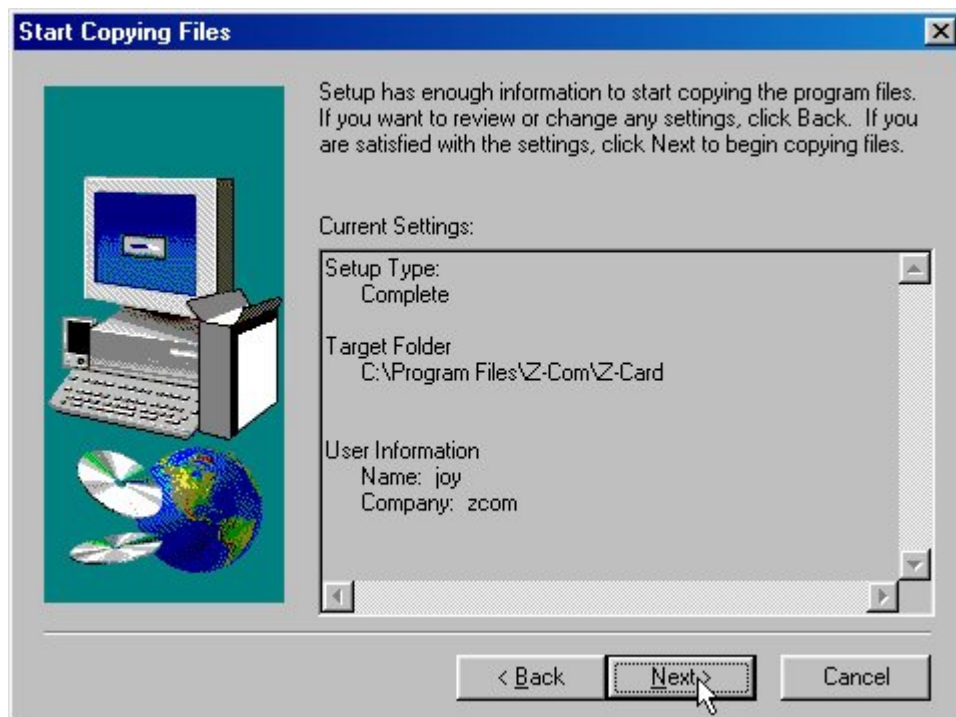 Start Copying Files
Setup has enough information to start copying the program files.
If you want to review or change any settings, click Back. If you
are satisfied with the settings, click Next to begin copying files.
Current Settings:
Setup Type:
Complete
Target Folder
C:\Program Files\Z-Com\Z-Card
User Information
Name: joy
Company: zcom
< Back
Next >
Cancel